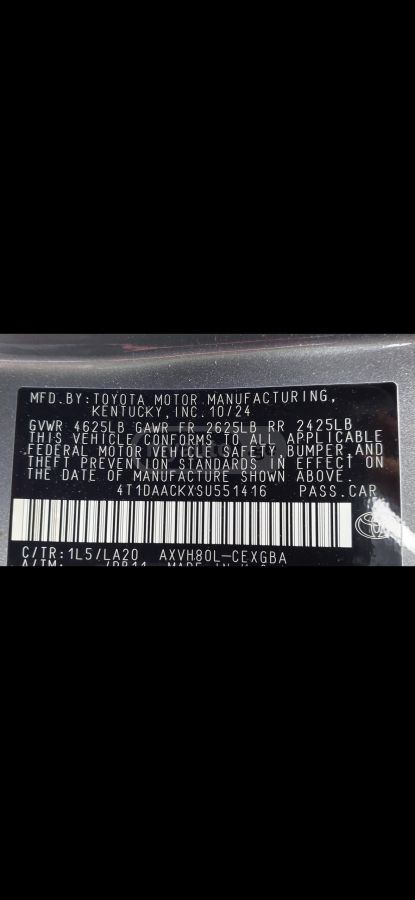 MFD.BY:TOYOTA MOTOR MANUFACTURING,
KENTUCKY, INC.10/24
GVWR 4625LB GAWR FR 2625LB RR 2425LB
THIS VEHICLE CONFORMS TO ALL APPLICABLE
FEDERAL MOTOR VEHICLE SAFETY, BUMPER, AND
THEFT PREVENTION STANDARDS IN EFFECT ON
THE DATE OF MANUFACTURE SHOWN ABOVE.
4T1DAACKXSU551416 PASS.CAR
C/TR:1L5/LA20 AXVH80L-CEXGBA